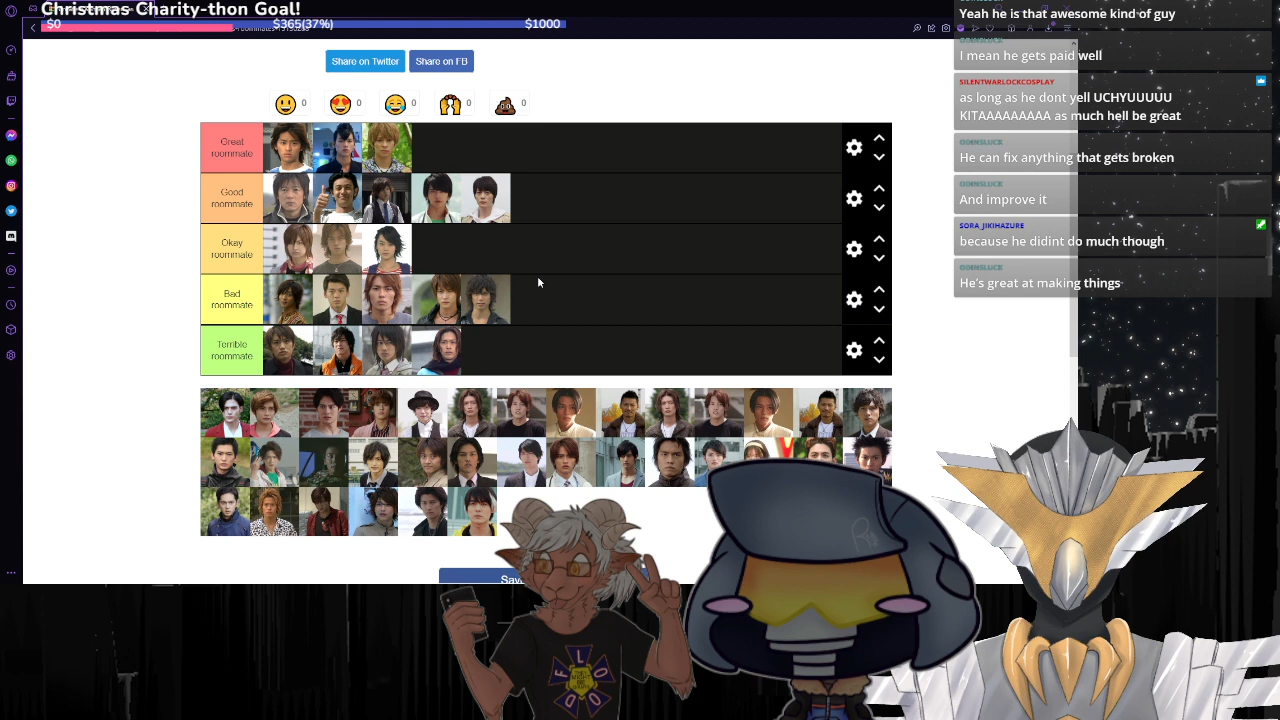 Christmas Charity-thon Goal!
$0
$365(37%)
$1000
Share on Twitter
Share on FB
0
0
0
0
0
Great
roommate
Good
roommate
Okay
roommate
Bad
roommate
Terrible
roommate
Yeah he is that awesome kind of guy
ODINSLUCK
I mean he gets paid well
SILENTWARLOCKCOSPLAY
as long as he dont yell UCHYUUUUU
KITAAAAAAAAA as much hell be great
ODINSLUCK
He can fix anything that gets broken
ODINSLUCK
And improve it
SORA_JIKIHAZURE
because he didint do much though
ODINSLUCK
He's great at making things